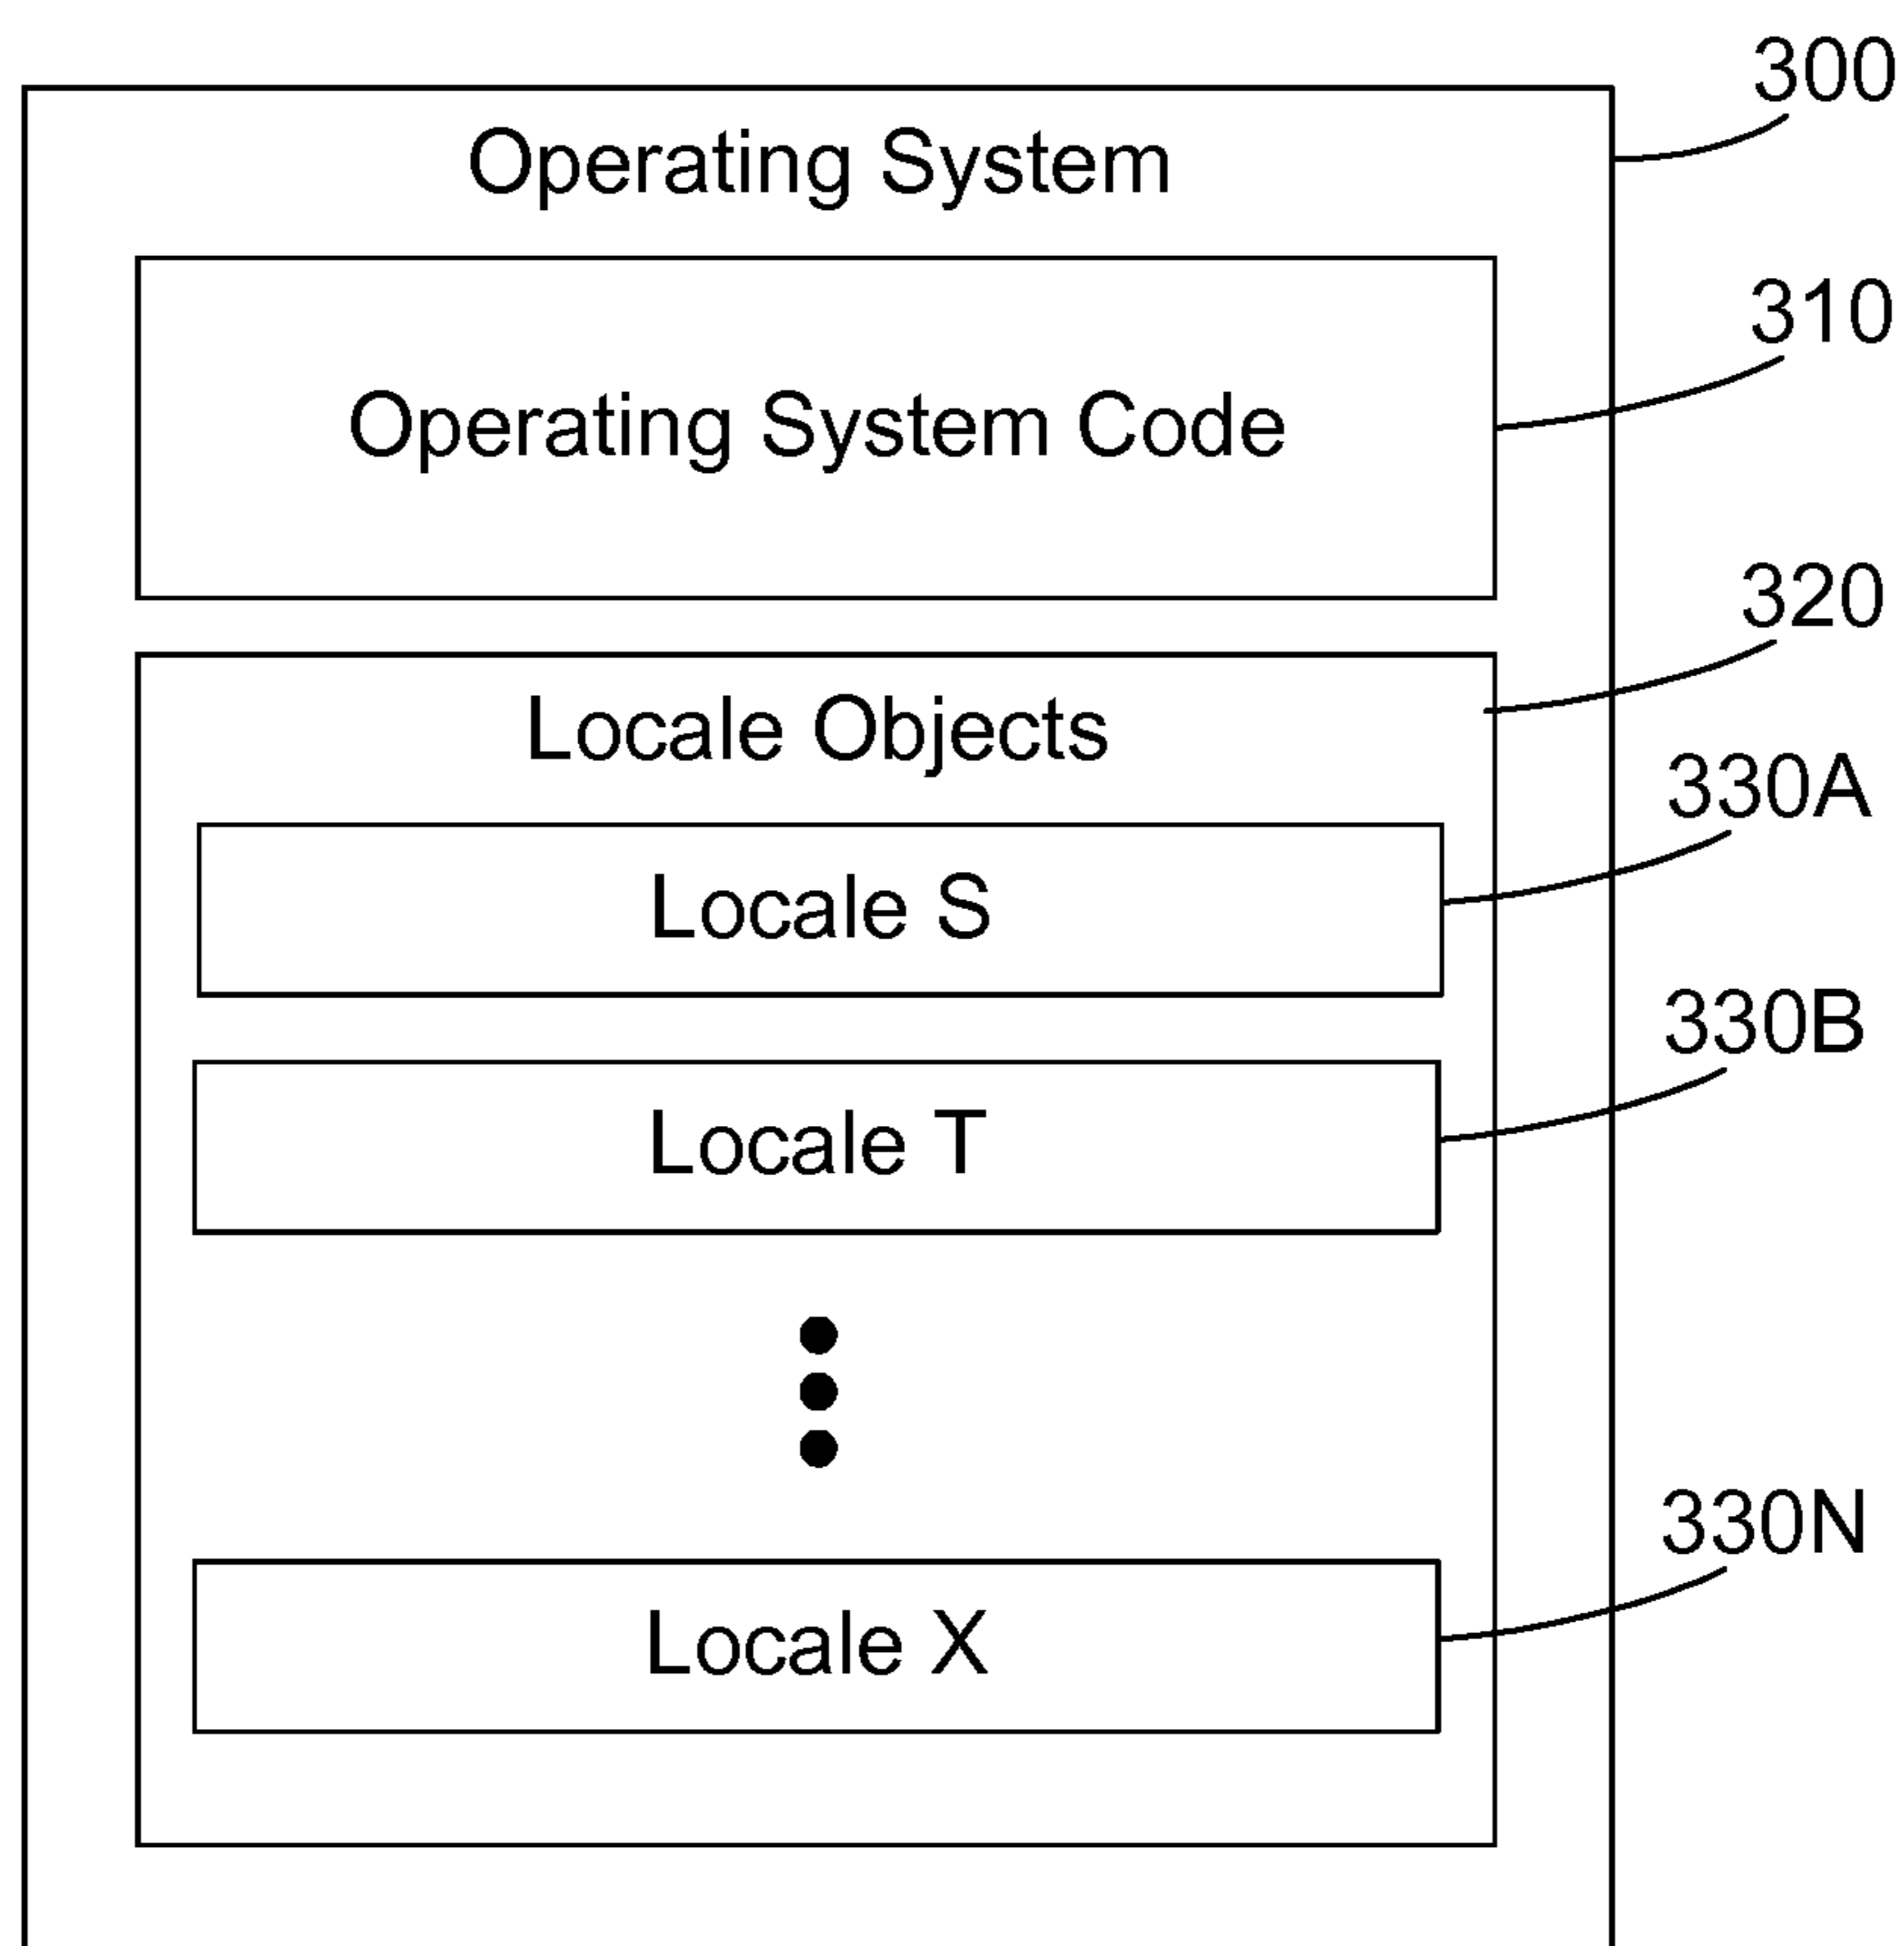 300
Operating System
310
Operating System Code
320
Locale Objects
330A
Locale S
330B
Locale T
330N
Locale X